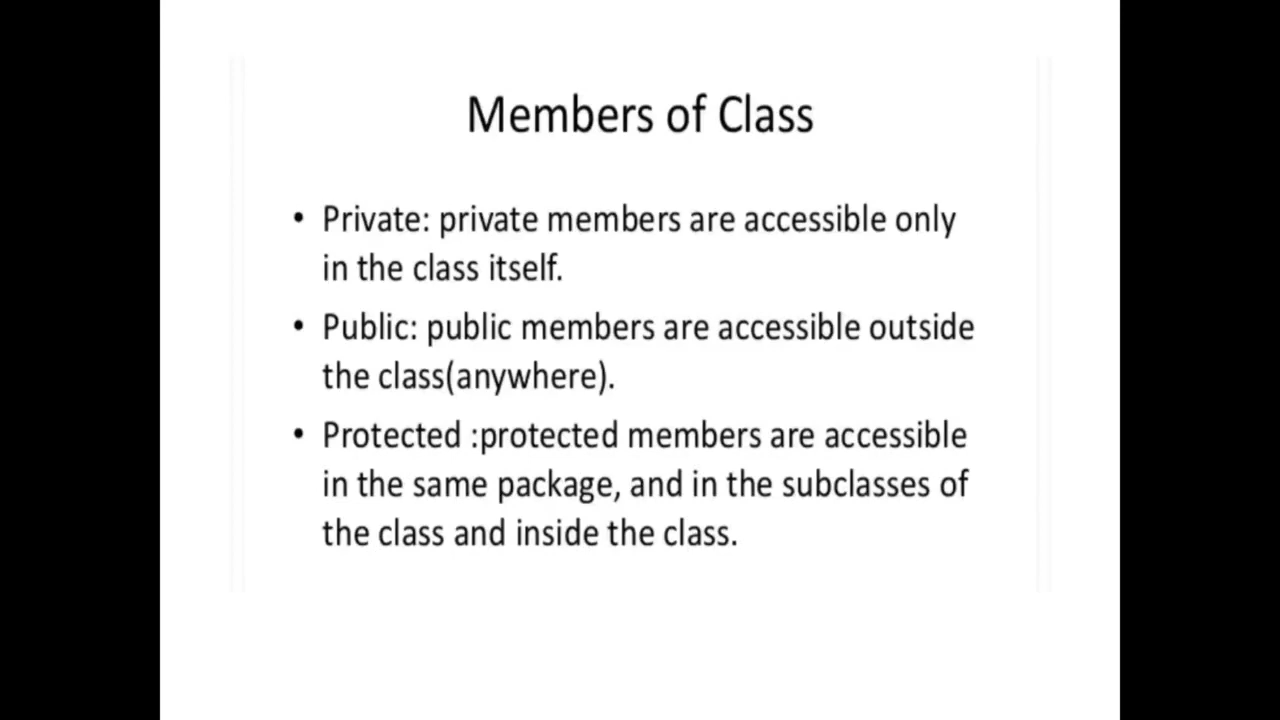 Members of Class
• Private: private members are accessible only
in the class itself.
• Public: public members are accessible outside
the class(anywhere).
• Protected :protected members are accessible
in the same package, and in the subclasses of
the class and inside the class.